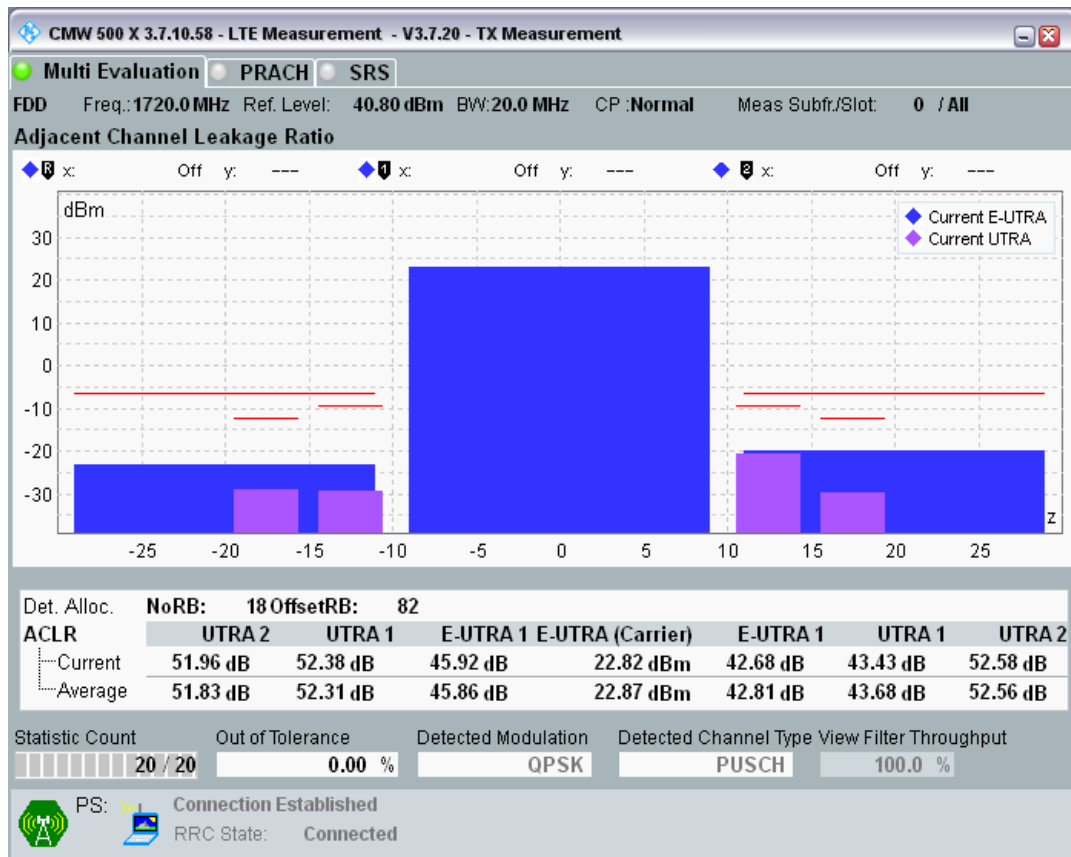 CMW 500 X 3.7.10.58 - LTE Measurement - V3.7.20 - TX Measurement
Multi Evaluation PRACH SRS
FDD Freq.:1720.0 MHz Ref. Level: 40.80 dBm BW:20.0 MHz CP :Normal Meas Subfr./Slot: 0 / All
Adjacent Channel Leakage Ratio
R x: Off y: --- 1 x: Off y: --- 2 x: Off y: ---
dBm
Current E-UTRA
Current UTRA
30
20
10
0
-10
-20
-30
z
-25 -20 -15 -10 -5 0 5 10 15 20 25
Det. Alloc. NoRB: 18 OffsetRB: 82
ACLR UTRA 2 UTRA 1 E-UTRA 1 E-UTRA (Carrier) E-UTRA 1 UTRA 1 UTRA 2
Current 51.96 dB 52.38 dB 45.92 dB 22.82 dBm 42.68 dB 43.43 dB 52.58 dB
Average 51.83 dB 52.31 dB 45.86 dB 22.87 dBm 42.81 dB 43.68 dB 52.56 dB
Statistic Count Out of Tolerance Detected Modulation Detected Channel Type View Filter Throughput
20 / 20 0.00 % QPSK PUSCH 100.0 %
PS: Connection Established
RRC State: Connected